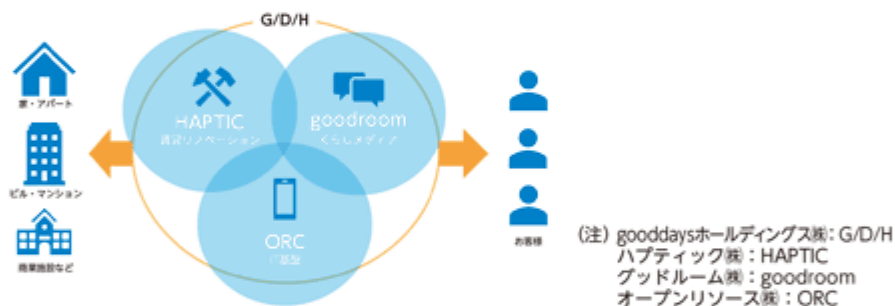 G/D/H
家・アパート
ビル・マンション
商業施設など
HAPTIC
賃貸リノベーション
goodroom
くらしメディア
ORC
IT基盤
お客様
(注) gooddaysホールディングス㈱：G/D/H
ハプティック㈱：HAPTIC
グッドルーム㈱：goodroom
オープンリソース㈱：ORC